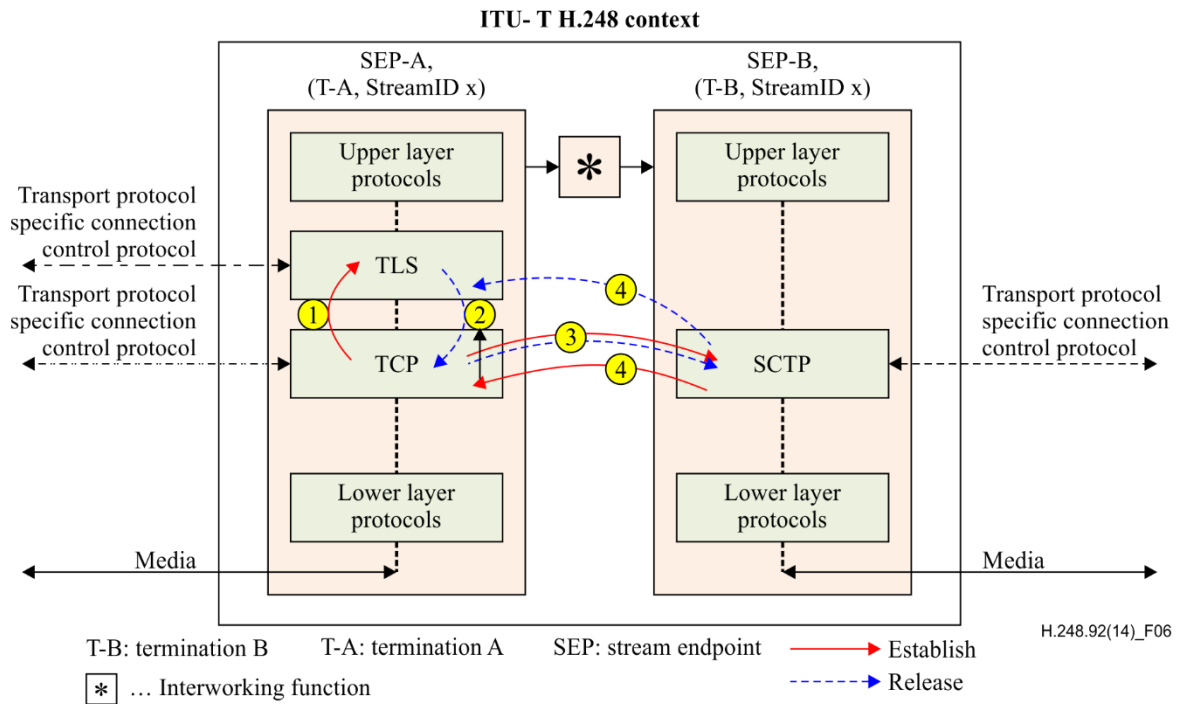 ITU- T H.248 context
SEP-A,
(T-A, StreamID x)
SEP-B,
(T-B, StreamID x)
Upper layer
protocols
*
Upper layer
protocols
Transport protocol
specific connection
control protocol
TLS
4
1
2
Transport protocol
specific connection
control protocol
TCP
3
4
SCTP
Transport protocol
specific connection
control protocol
Lower layer
protocols
Lower layer
protocols
Media
Media
H.248.92(14)_F06
T-B: termination B
T-A: termination A
SEP: stream endpoint
Establish
* … Interworking function
Release